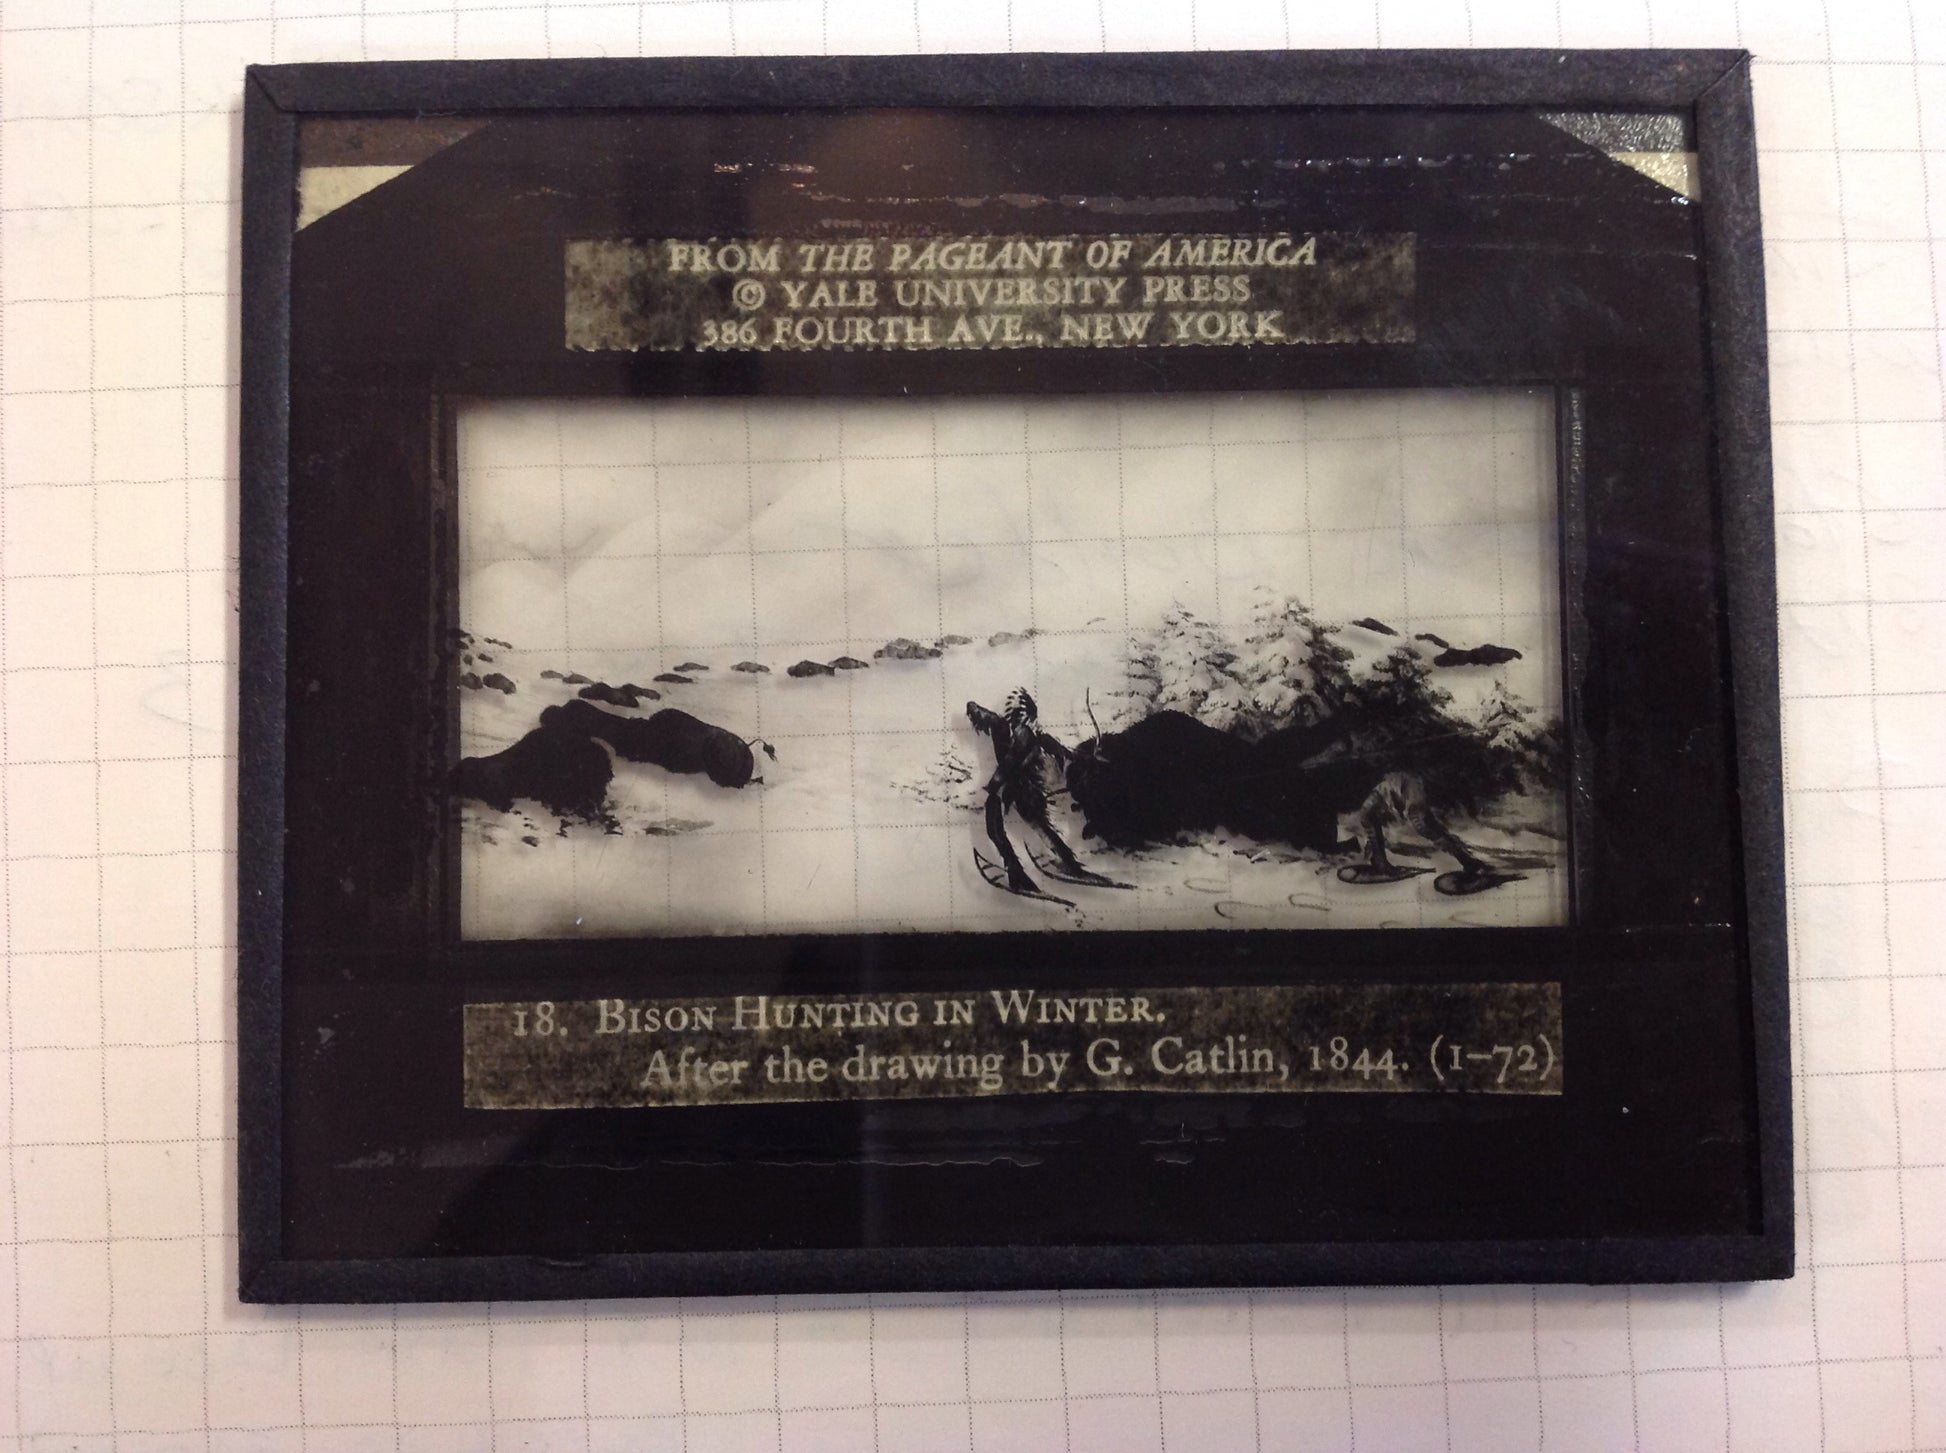 FROM THE PAGEANT OF AMERICA
© YALE UNIVERSITY PRESS
386 FOURTH AVE., NEW YORK
18. BISON HUNTING IN WINTER.
After the drawing by G. Catlin, 1844. (1–72)